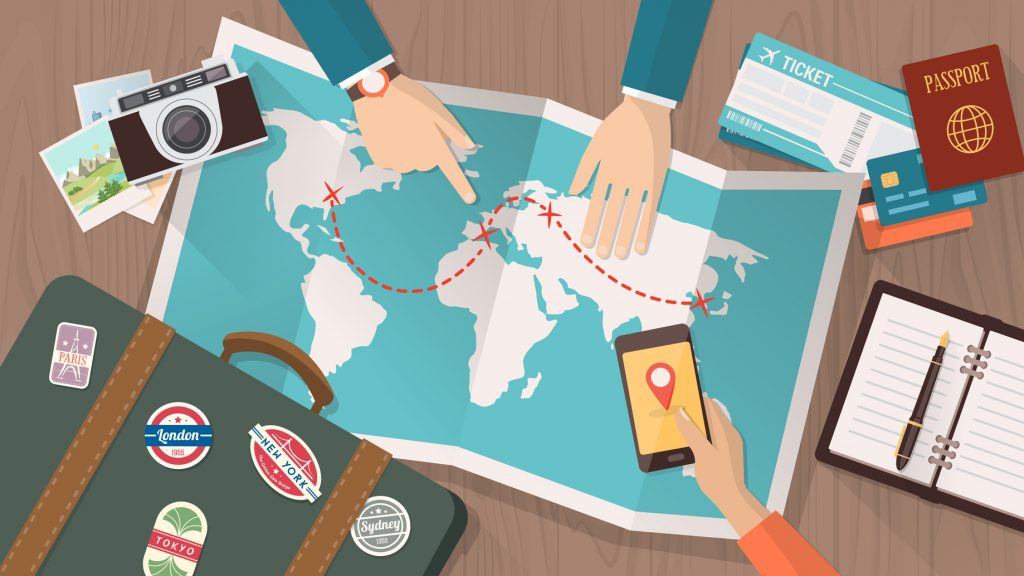 TICKET
PASSPORT
PARIS
London
NEW YORK
TOKYO
Sydney